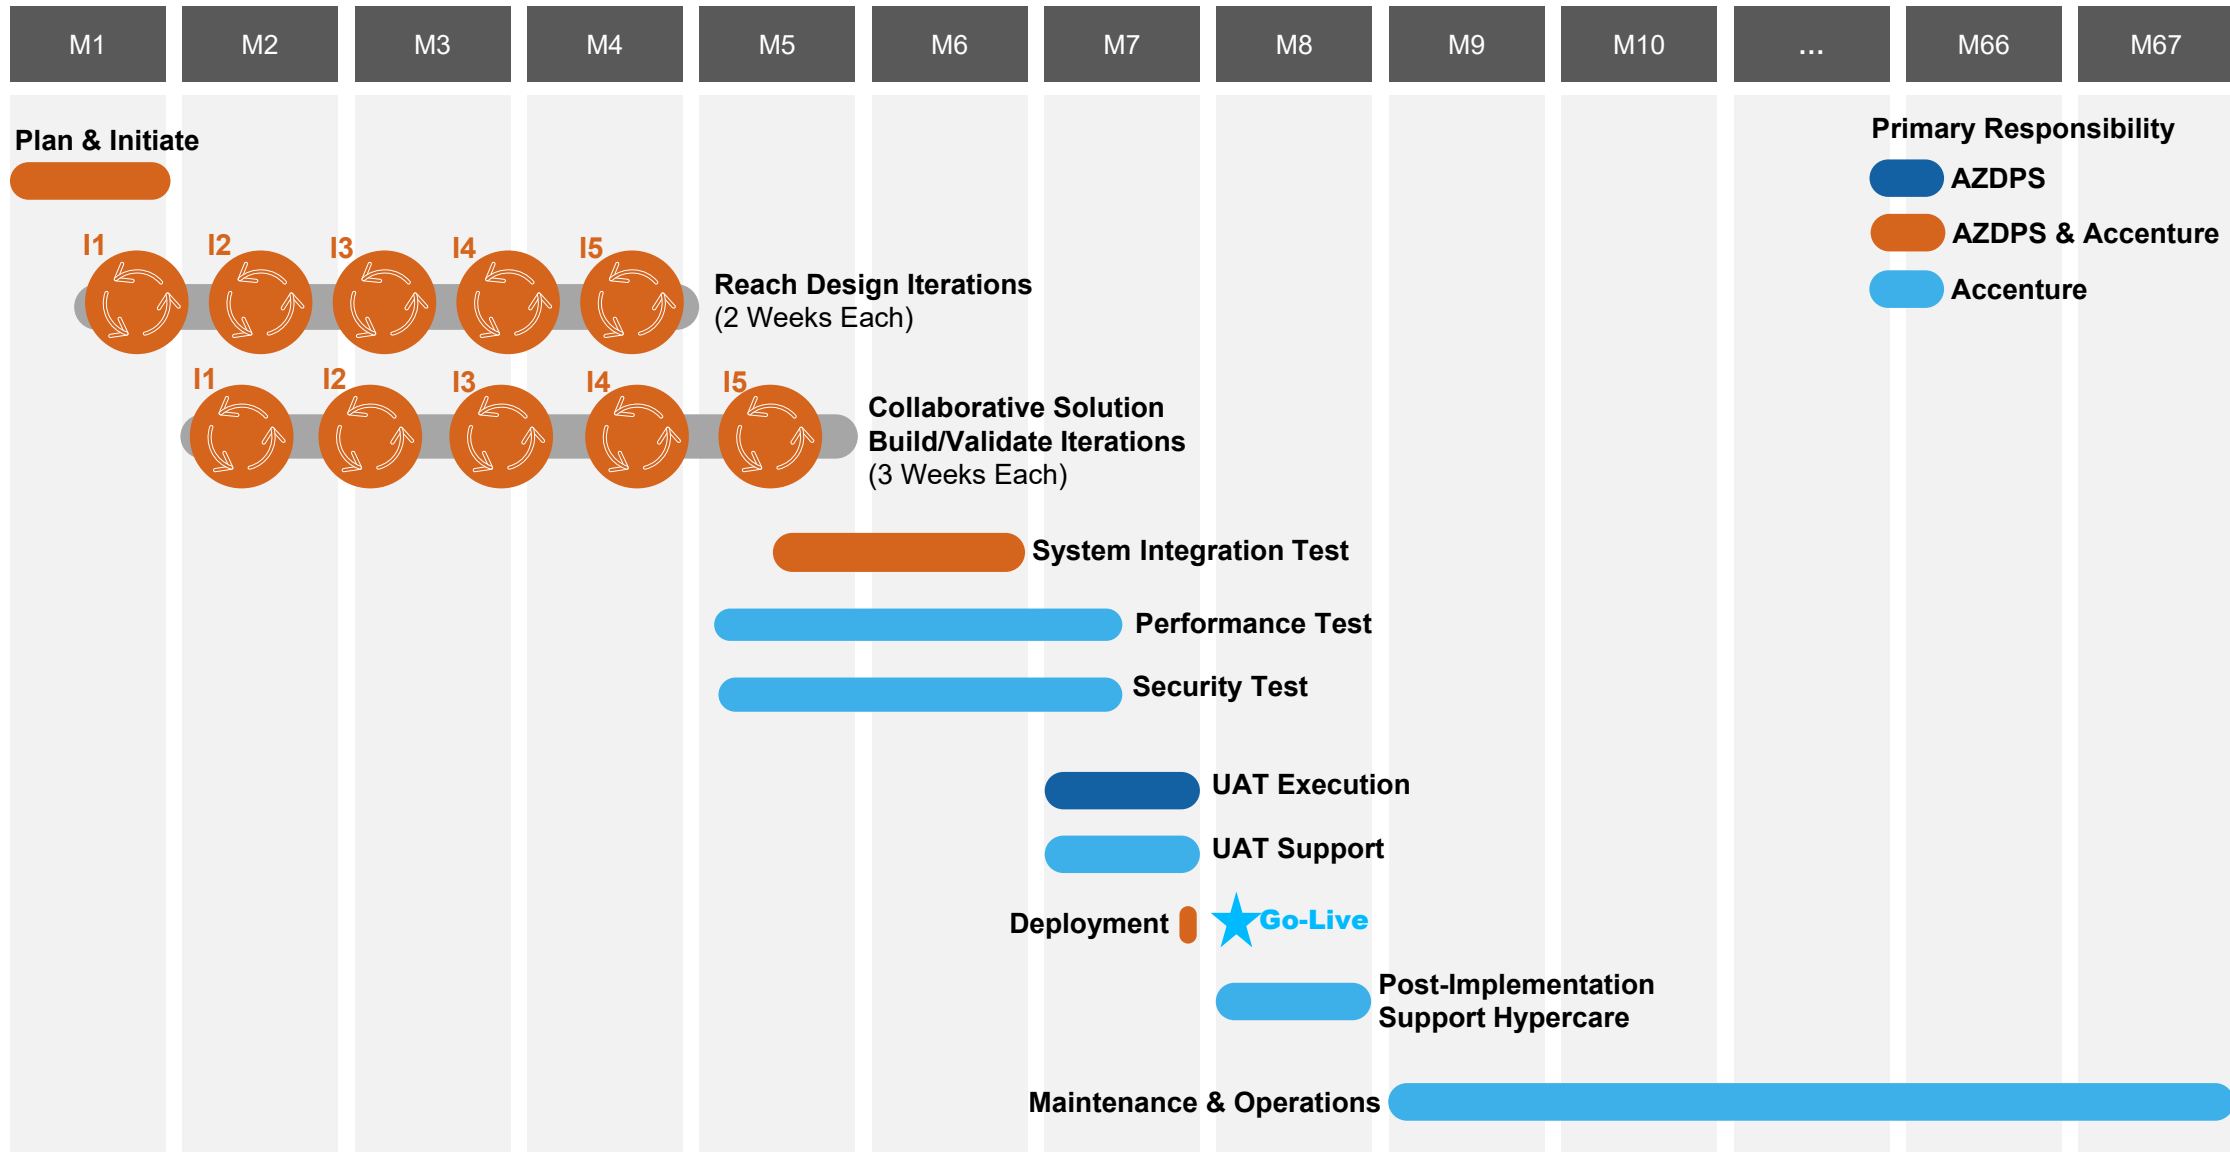 M1 M2 M3 M4 M5 M6 M7 M8 M9 M10 ... M66 M67
Plan & Initiate
Primary Responsibility
AZDPS
AZDPS & Accenture
Accenture
I1 I2 I3 I4 I5
Reach Design Iterations
(2 Weeks Each)
I1 I2 I3 I4 I5
Collaborative Solution
Build/Validate Iterations
(3 Weeks Each)
System Integration Test
Performance Test
Security Test
UAT Execution
UAT Support
Deployment
Go-Live
Post-Implementation
Support Hypercare
Maintenance & Operations